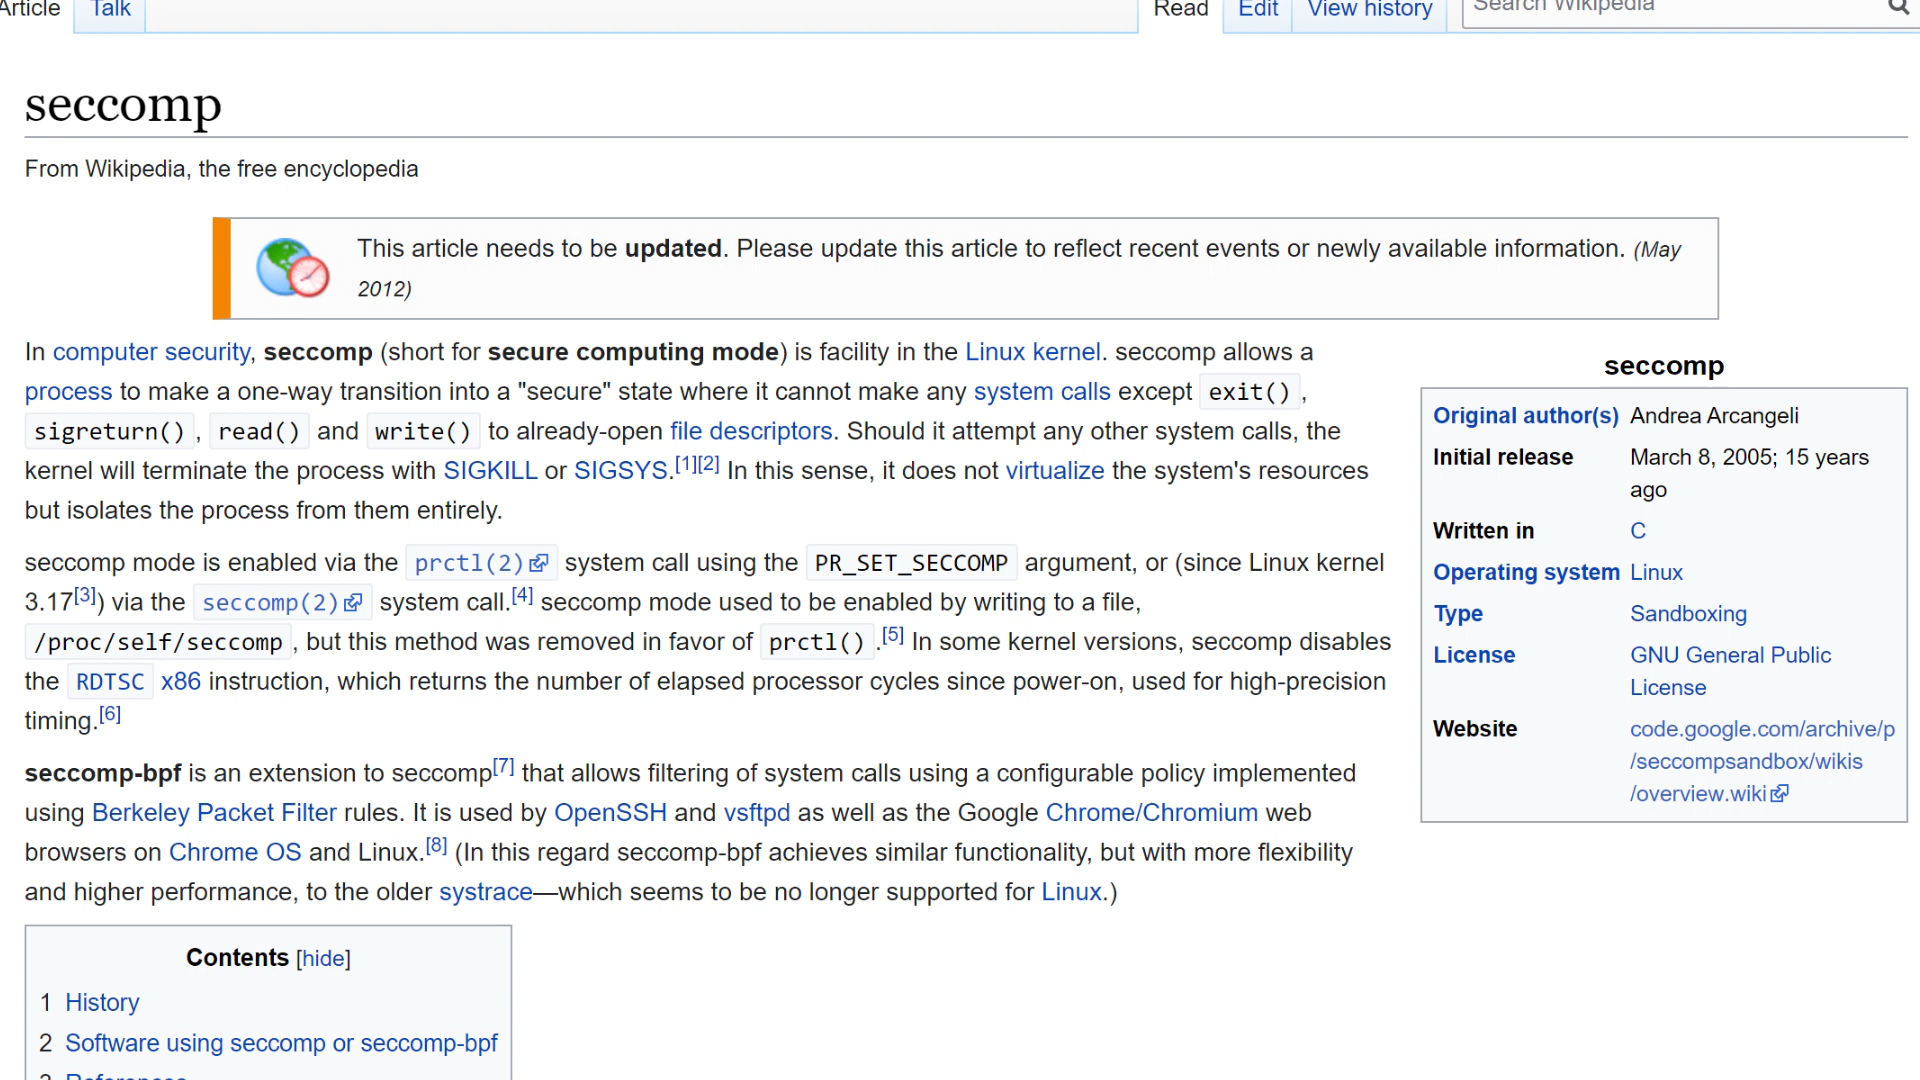 Article Talk Read Edit View history Search Wikipedia
seccomp
From Wikipedia, the free encyclopedia
This article needs to be updated. Please update this article to reflect recent events or newly available information. (May
2012)
In computer security, seccomp (short for secure computing mode) is facility in the Linux kernel. seccomp allows a
process to make a one-way transition into a "secure" state where it cannot make any system calls except exit(),
sigreturn(), read() and write() to already-open file descriptors. Should it attempt any other system calls, the
kernel will terminate the process with SIGKILL or SIGSYS.[1][2] In this sense, it does not virtualize the system's resources
but isolates the process from them entirely.
seccomp mode is enabled via the prctl(2) system call using the PR_SET_SECCOMP argument, or (since Linux kernel
3.17[3]) via the seccomp(2) system call.[4] seccomp mode used to be enabled by writing to a file,
/proc/self/seccomp, but this method was removed in favor of prctl().[5] In some kernel versions, seccomp disables
the RDTSC x86 instruction, which returns the number of elapsed processor cycles since power-on, used for high-precision
timing.[6]
seccomp-bpf is an extension to seccomp[7] that allows filtering of system calls using a configurable policy implemented
using Berkeley Packet Filter rules. It is used by OpenSSH and vsftpd as well as the Google Chrome/Chromium web
browsers on Chrome OS and Linux.[8] (In this regard seccomp-bpf achieves similar functionality, but with more flexibility
and higher performance, to the older systrace—which seems to be no longer supported for Linux.)
seccomp
Original author(s) Andrea Arcangeli
Initial release March 8, 2005; 15 years
ago
Written in C
Operating system Linux
Type Sandboxing
License GNU General Public
License
Website code.google.com/archive/p
/seccompsandbox/wikis
/overview.wiki
Contents [hide]
1 History
2 Software using seccomp or seccomp-bpf
3 References